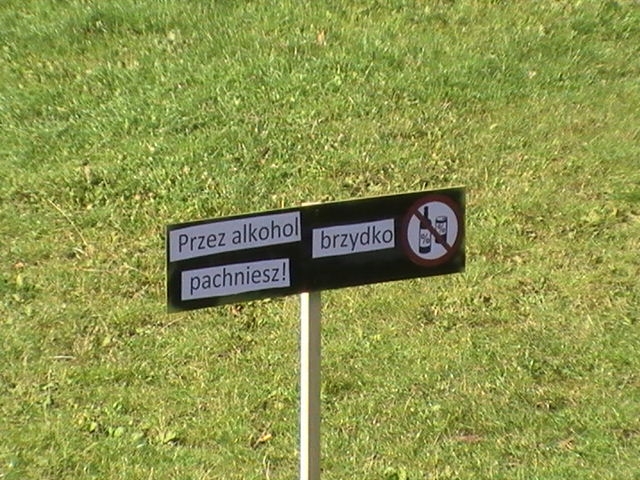 Przez alkohol brzydko
pachniesz!
% %